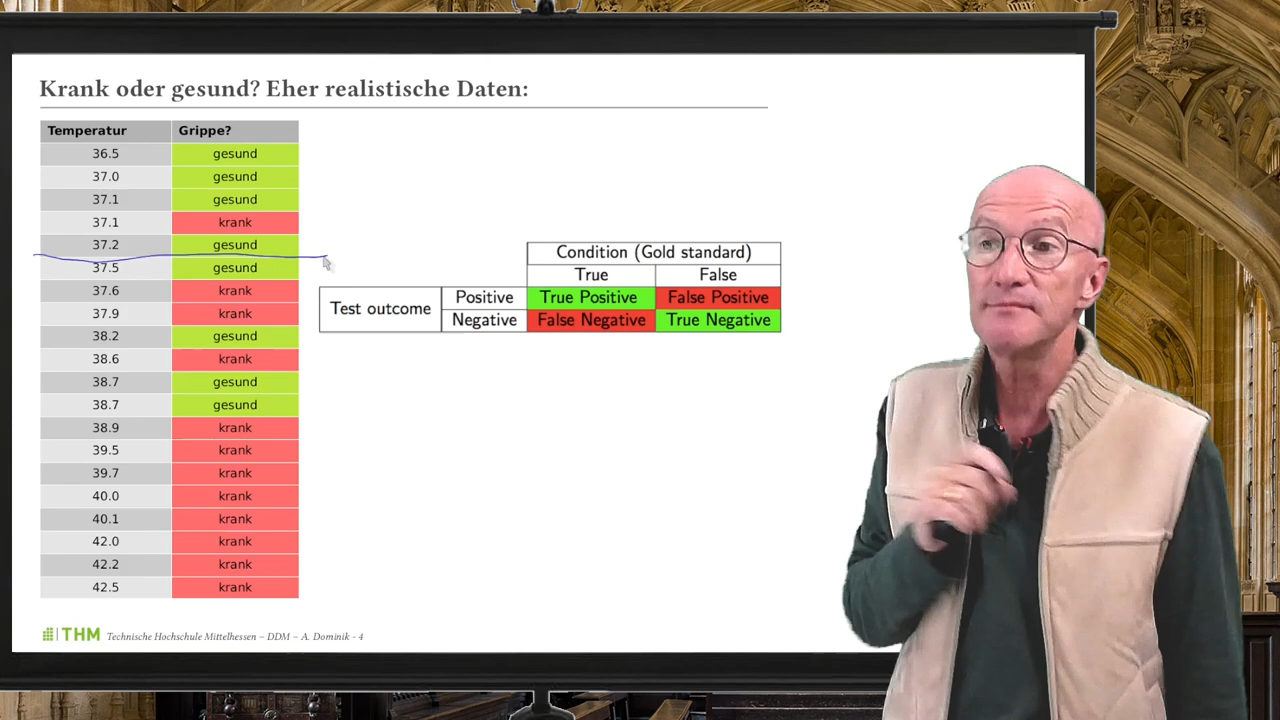 Krank oder gesund? Eher realistische Daten:
Temperatur Grippe?
36.5 gesund
37.0 gesund
37.1 gesund
37.1 krank
37.2 gesund
37.5 gesund
37.6 krank
37.9 krank
38.2 gesund
38.6 krank
38.7 gesund
38.7 gesund
38.9 krank
39.5 krank
39.7 krank
40.0 krank
40.1 krank
42.0 krank
42.2 krank
42.5 krank
Condition (Gold standard)
True False
Test outcome Positive True Positive False Positive
Negative False Negative True Negative
THM Technische Hochschule Mittelhessen – DDM – A. Dominik - 4